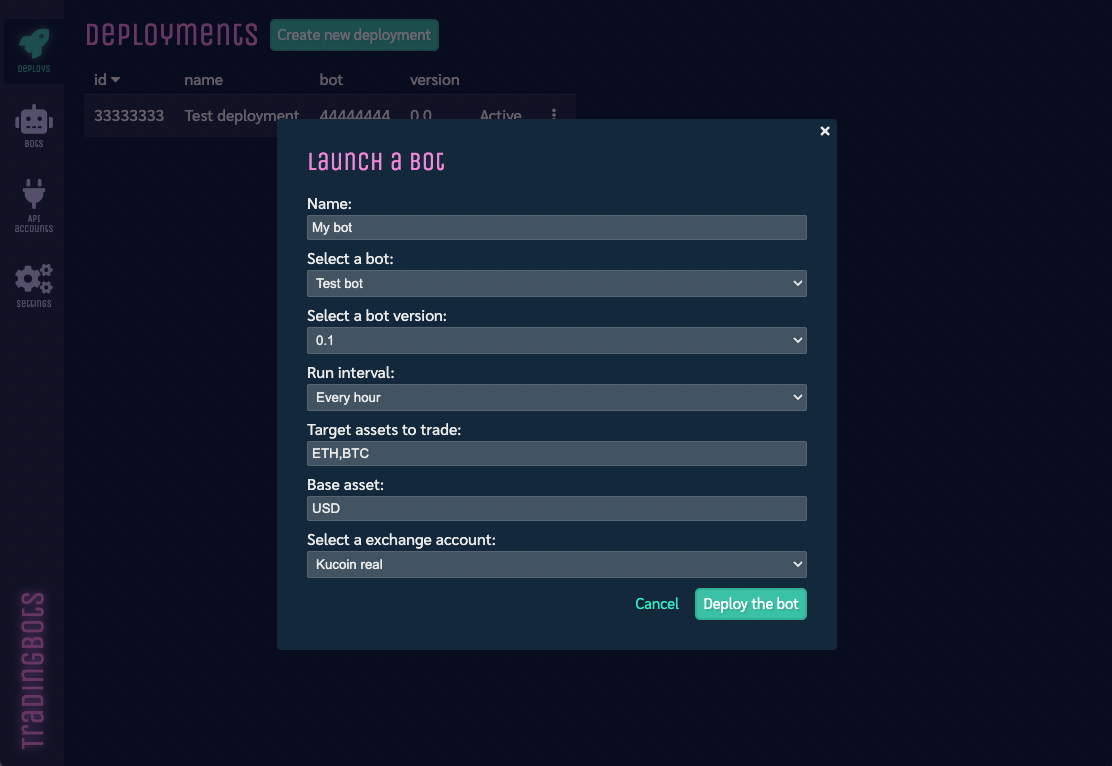 Deployments
Create new deployment
Deploys
Bots
API
accounts
Settings
TradingBots
id name bot version
33333333 Test deployment 44444444 0.0 Active
Launch a bot
Name:
My bot
Select a bot:
Test bot
Select a bot version:
0.1
Run interval:
Every hour
Target assets to trade:
ETH,BTC
Base asset:
USD
Select a exchange account:
Kucoin real
Cancel Deploy the bot